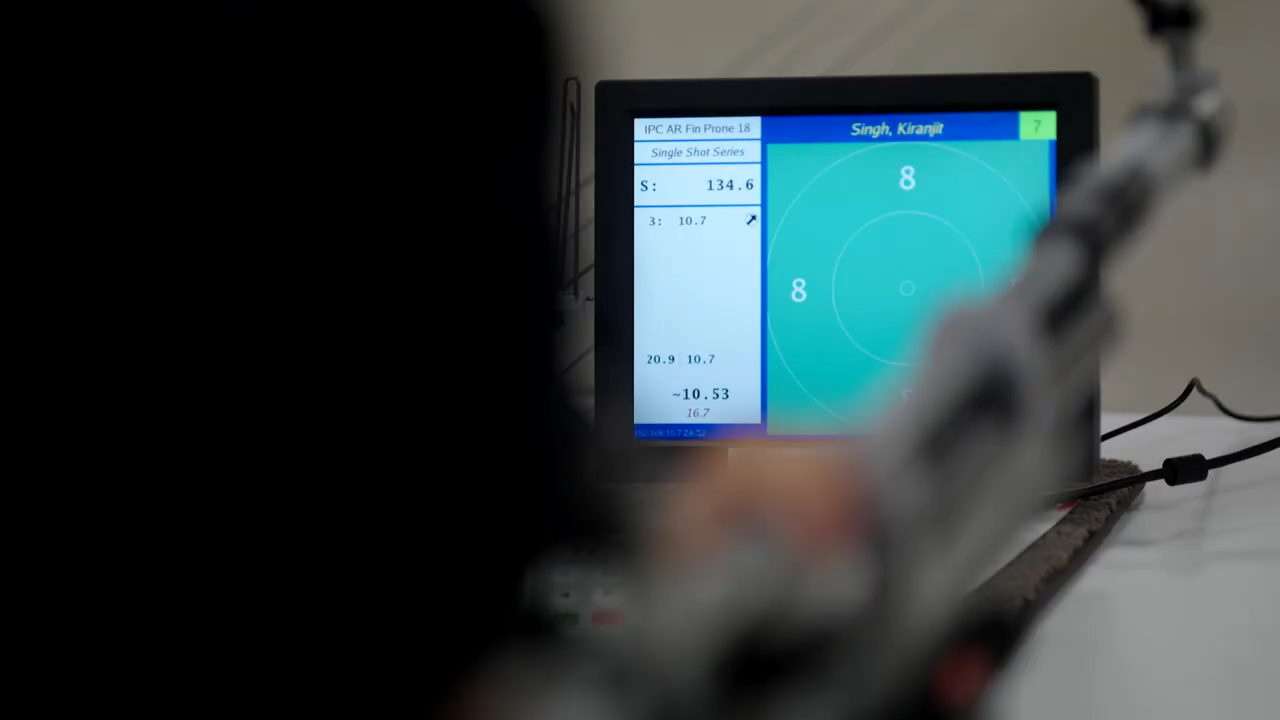 IPC AR Fin Prone 18
Single Shot Series
S: 134.6
3: 10.7
20.9 10.7
~10.53
16.7
Singh, Kiranjit
7
8
8